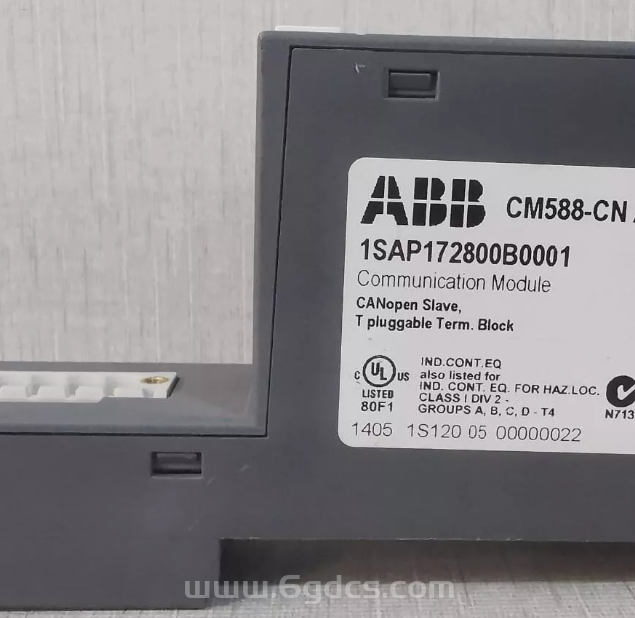 ABB CM588-CN
1SAP172800B0001
Communication Module
CANopen Slave,
T pluggable Term. Block
C UL US
LISTED
80F1
IND.CONT.EQ
also listed for
IND. CONT. EQ. FOR HAZ.LOC.
CLASS I DIV 2 -
GROUPS A, B, C, D - T4
N713
1405 1S120 05 00000022
www.6gdcs.com